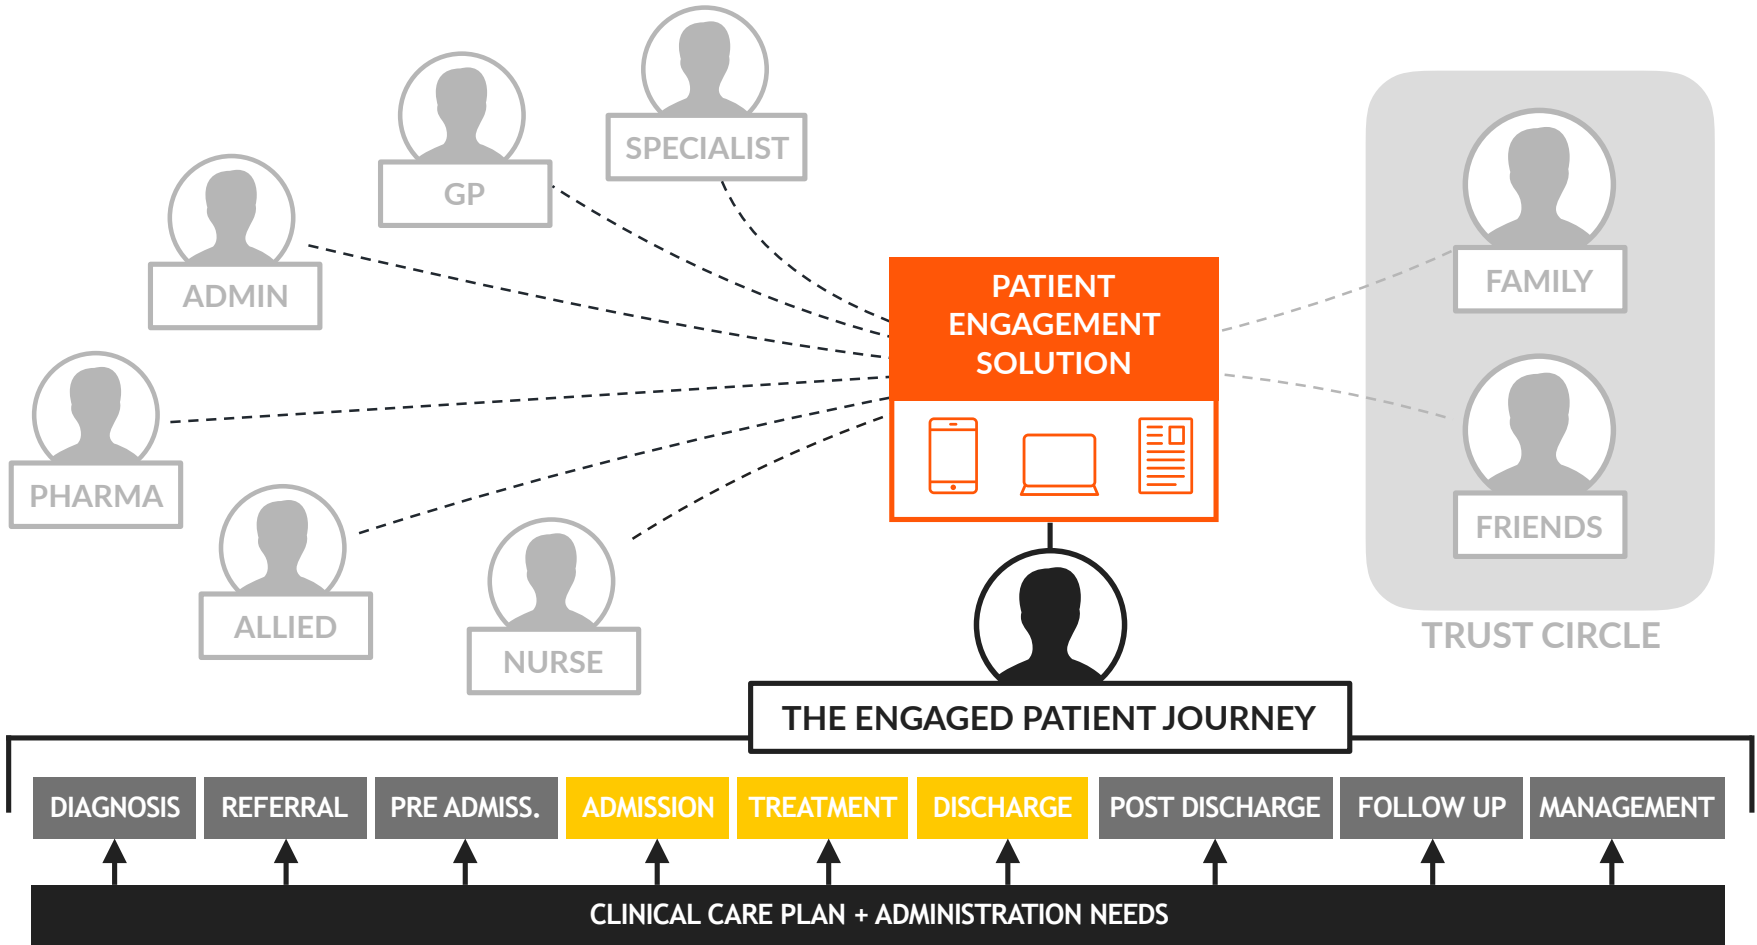 SPECIALIST
GP
ADMIN
PHARMA
ALLIED
NURSE
PATIENT
ENGAGEMENT
SOLUTION
FAMILY
FRIENDS
TRUST CIRCLE
THE ENGAGED PATIENT JOURNEY
DIAGNOSIS
REFERRAL
PRE ADMISS.
ADMISSION
TREATMENT
DISCHARGE
POST DISCHARGE
FOLLOW UP
MANAGEMENT
CLINICAL CARE PLAN + ADMINISTRATION NEEDS